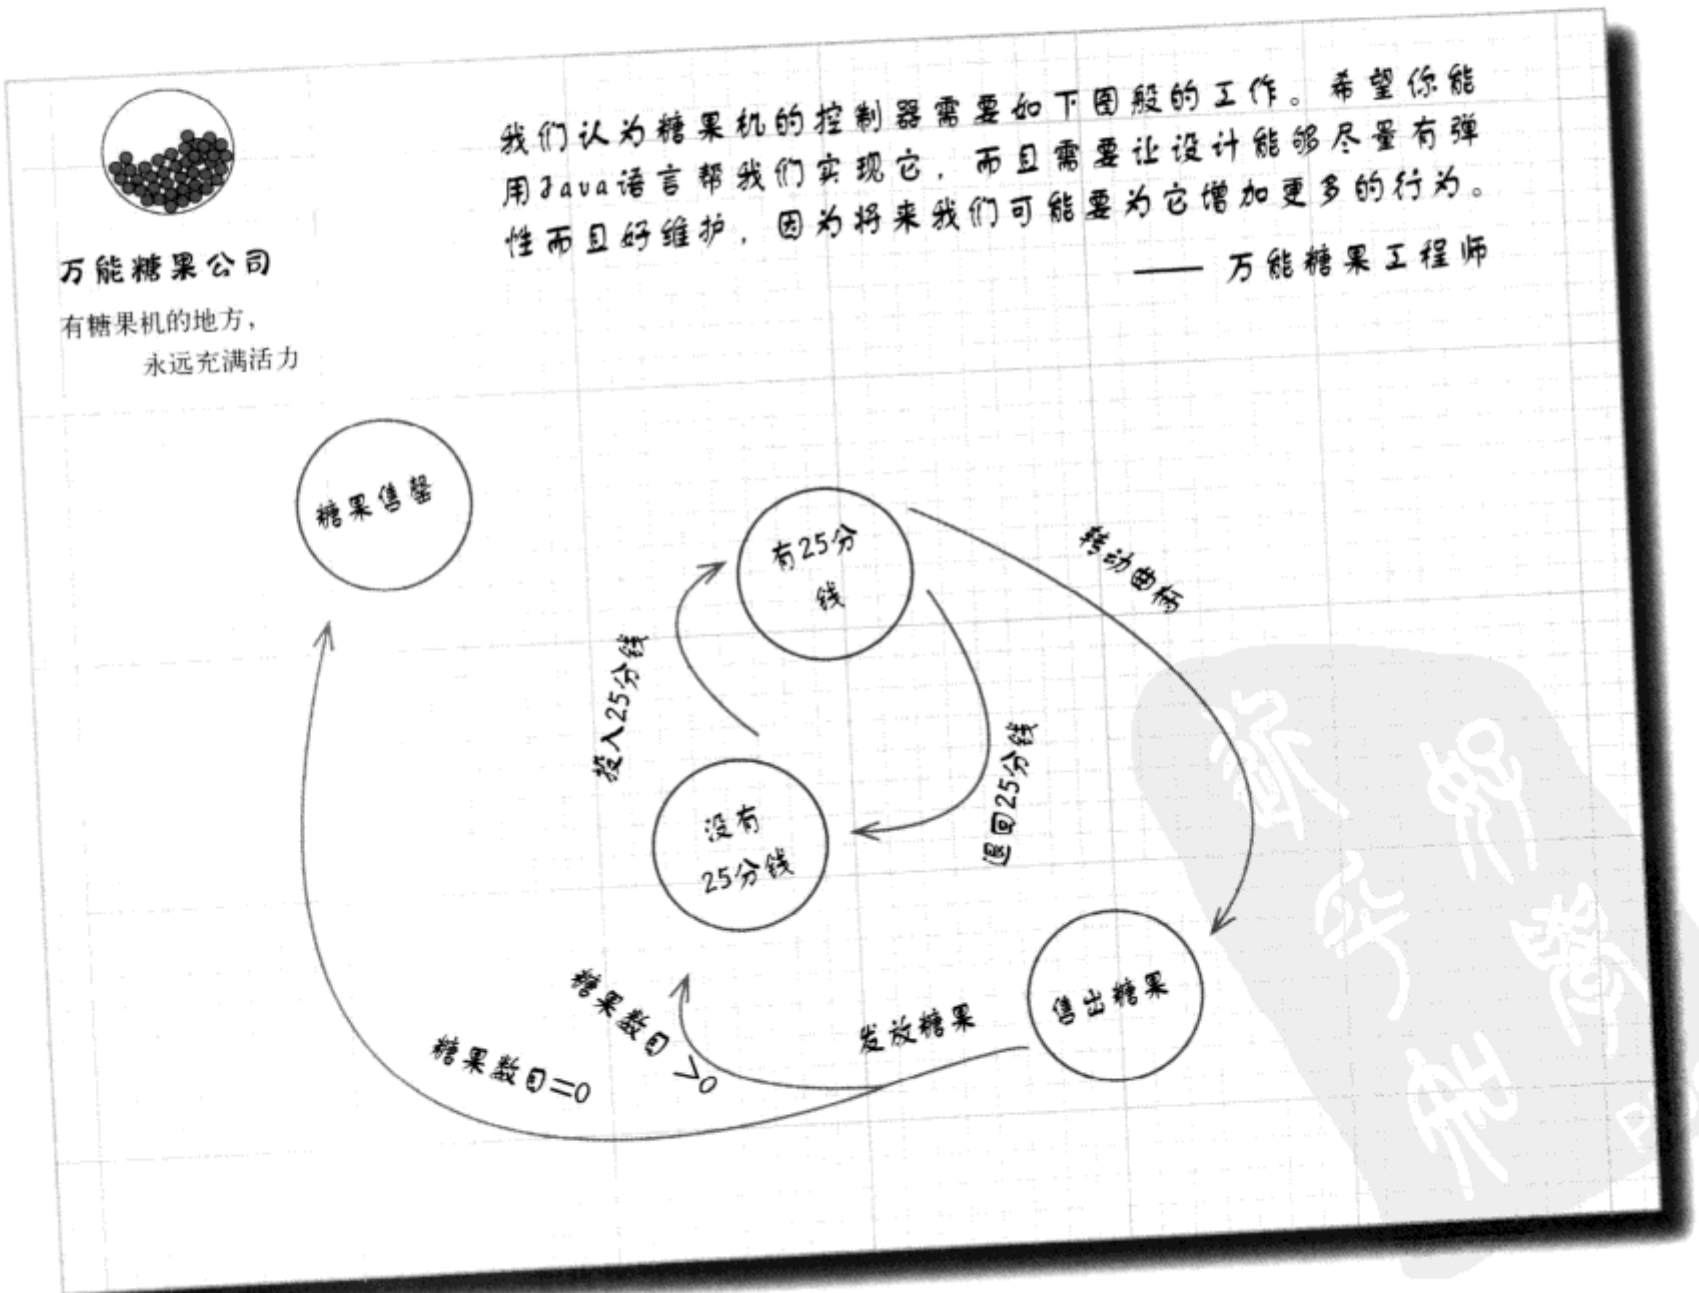 我们认为糖果机的控制器需要如下图般的工作。希望你能
用Java语言帮我们实现它，而且需要让设计能够尽量有弹
性而且好维护，因为将来我们可能要为它增加更多的行为。
—— 万能糖果工程师
万能糖果公司
有糖果机的地方，
永远充满活力
糖果售罄
有25分
钱
转动曲柄
投入25分钱
退回25分钱
没有
25分钱
售出糖果
发放糖果
糖果数目
>0
糖果数目=0